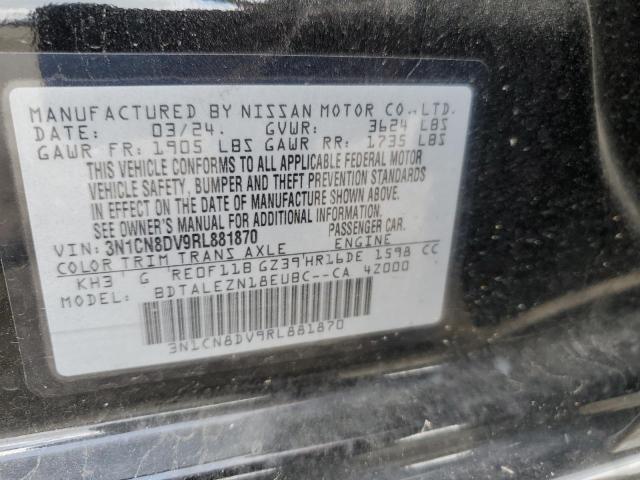 MANUFACTURED BY NISSAN MOTOR CO.,LTD.
DATE: 03/24. GVWR: 3624 LBS
GAWR FR: 1905 LBS GAWR RR: 1735 LBS
THIS VEHICLE CONFORMS TO ALL APPLICABLE FEDERAL MOTOR
VEHICLE SAFETY, BUMPER AND THEFT PREVENTION STANDARDS
IN EFFECT ON THE DATE OF MANUFACTURE SHOWN ABOVE.
SEE OWNER'S MANUAL FOR ADDITIONAL INFORMATION.
VIN: 3N1CN8DV9RL881870 PASSENGER CAR.
COLOR TRIM TRANS AXLE ENGINE
KH3 G RE0F11B GZ39 HR16DE 1598 CC
MODEL: BDTALEZN18EUBC--CA 4Z000
3N1CN8DV9RL881870